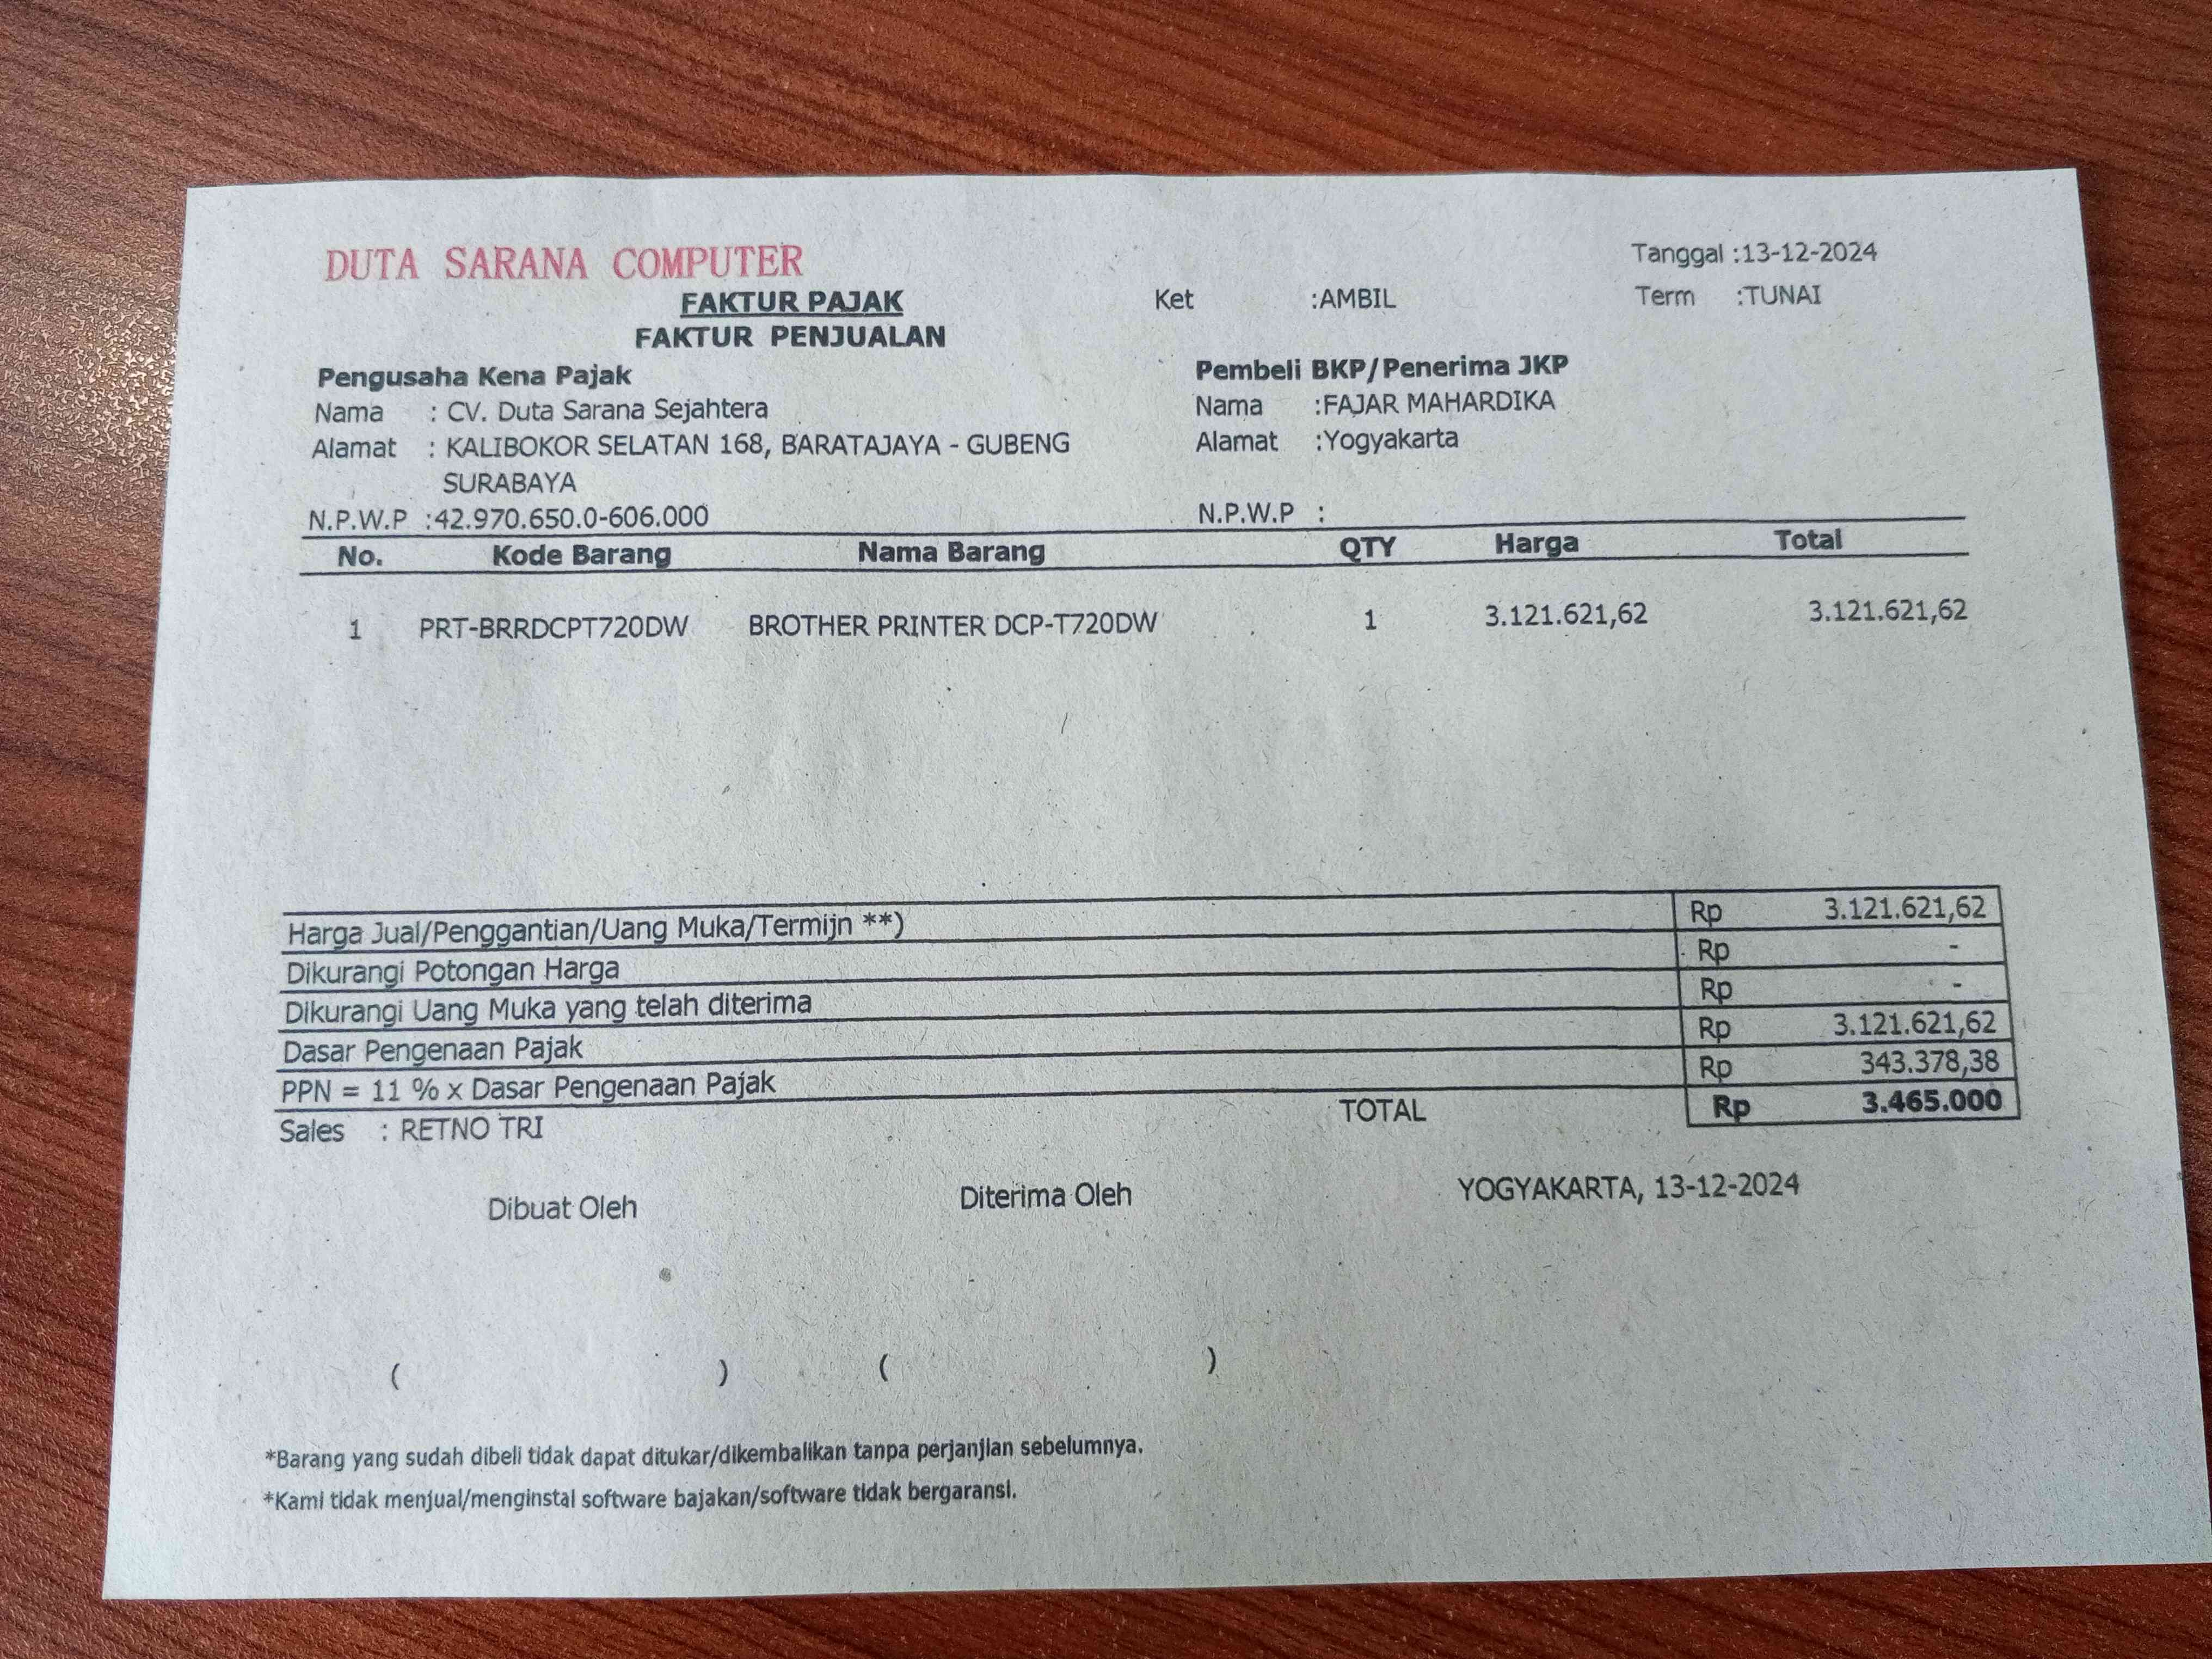 DUTA SARANA COMPUTER
Tanggal :13-12-2024
FAKTUR PAJAK
Ket :AMBIL
Term :TUNAI
FAKTUR PENJUALAN
Pengusaha Kena Pajak
Pembeli BKP/Penerima JKP
Nama : CV. Duta Sarana Sejahtera
Nama :FAJAR MAHARDIKA
Alamat : KALIBOKOR SELATAN 168, BARATAJAYA - GUBENG
Alamat :Yogyakarta
SURABAYA
N.P.W.P :42.970.650.0-606.000
N.P.W.P :
No. Kode Barang Nama Barang QTY Harga Total
1 PRT-BRRDCPT720DW BROTHER PRINTER DCP-T720DW 1 3.121.621,62 3.121.621,62
Harga Jual/Penggantian/Uang Muka/Termijn **) Rp 3.121.621,62
Dikurangi Potongan Harga Rp -
Dikurangi Uang Muka yang telah diterima Rp -
Dasar Pengenaan Pajak Rp 3.121.621,62
PPN = 11 % x Dasar Pengenaan Pajak Rp 343.378,38
Sales : RETNO TRI TOTAL Rp 3.465.000
Dibuat Oleh Diterima Oleh YOGYAKARTA, 13-12-2024
( ) ( )
*Barang yang sudah dibeli tidak dapat ditukar/dikembalikan tanpa perjanjian sebelumnya.
*Kami tidak menjual/menginstal software bajakan/software tidak bergaransi.